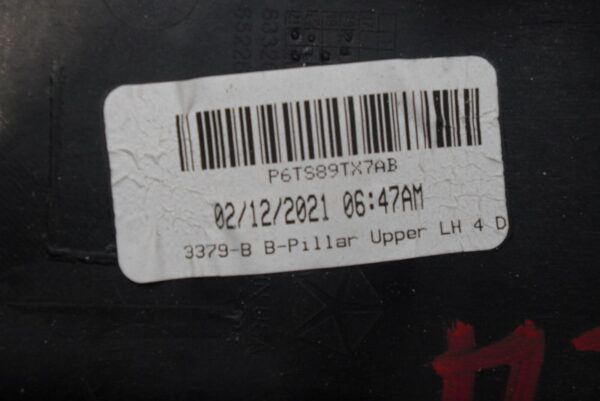 P6TS89TX7AB
02/12/2021 06:47AM
3379-B B-Pillar Upper LH 4 D